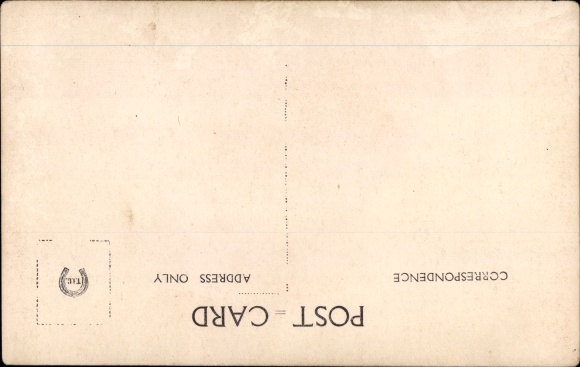 POST = CARD
CORRESPONDENCE
ADDRESS ONLY